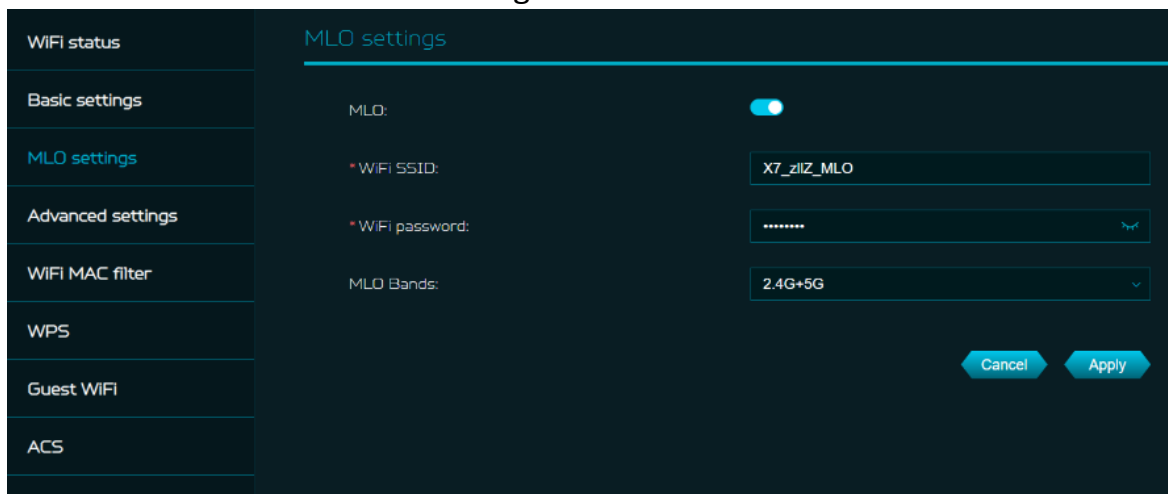 WiFi status
Basic settings
MLO settings
Advanced settings
WiFi MAC filter
WPS
Guest WiFi
ACS
MLO settings
MLO:
*WiFi SSID: X7_zllZ_MLO
*WiFi password: ••••••••
MLO Bands: 2.4G+5G
Cancel Apply